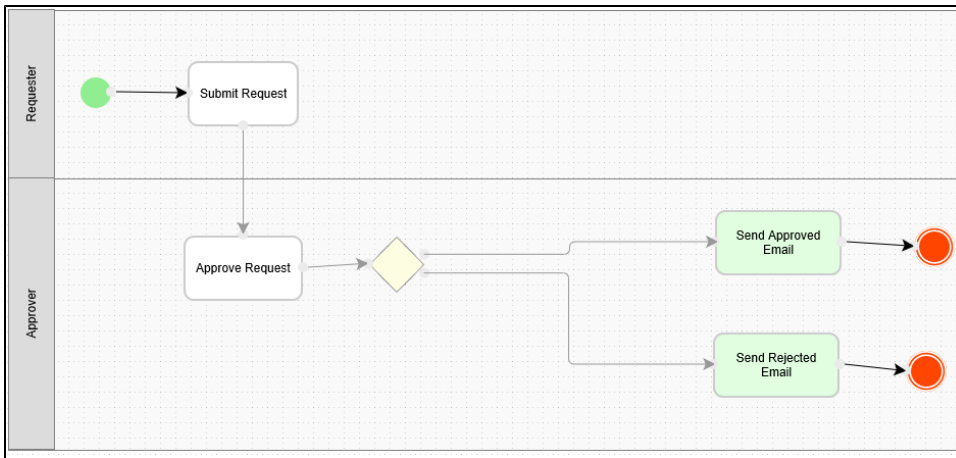 Requester
Submit Request
Approver
Approve Request
Send Approved
Email
Send Rejected
Email